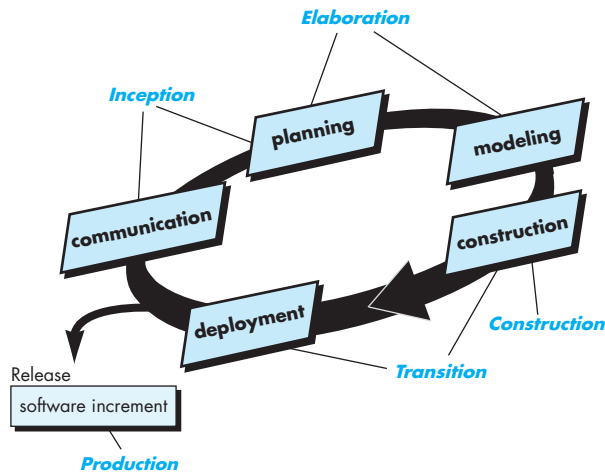 Elaboration
Inception
planning
modeling
communication
construction
deployment
Construction
Transition
Release
software increment
Production